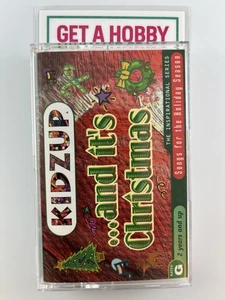 GET A HOBBY
KIDZUP
...and it's
Christmas
THE INSPIRATIONAL SERIES
Songs for the Holiday Season
G
2 years and up